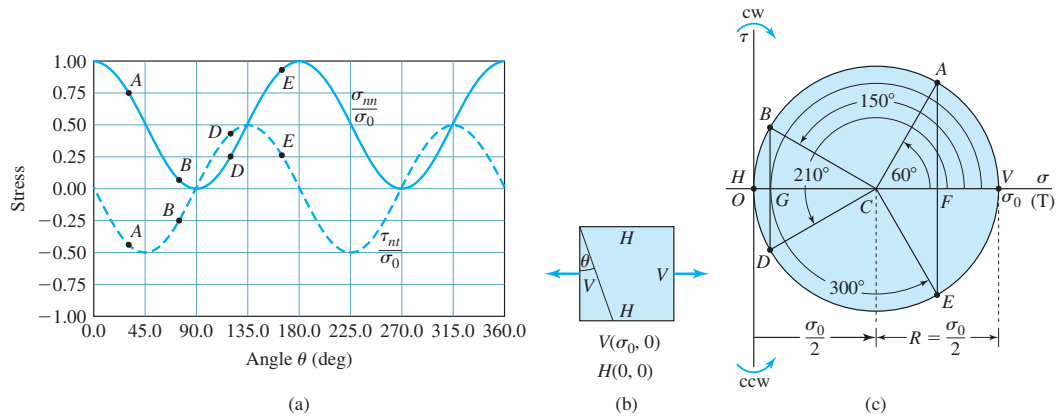 1.00
0.75
0.50
0.25
0.00
−0.25
−0.50
−0.75
−1.00
Stress
A
B
D
E
σnn/σ0
D
E
B
A
τnt/σ0
0.0 45.0 90.0 135.0 180.0 225.0 270.0 315.0 360.0
Angle θ (deg)
(a)
H
θ
V V
H
V(σ0, 0)
H(0, 0)
(b)
cw
τ
A
B
150°
H 210° 60° V σ
O G C F σ0 (T)
D
300°
E
σ0/2 R = σ0/2
ccw
(c)